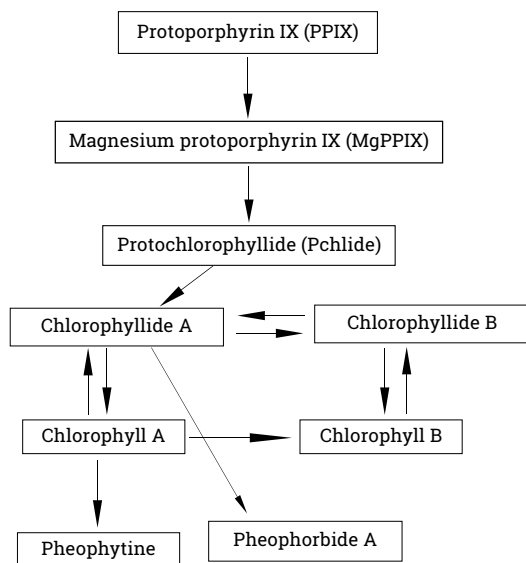 Protoporphyrin IX (PPIX)
Magnesium protoporphyrin IX (MgPPIX)
Protochlorophyllide (Pchlide)
Chlorophyllide A
Chlorophyllide B
Chlorophyll A
Chlorophyll B
Pheophytine
Pheophorbide A